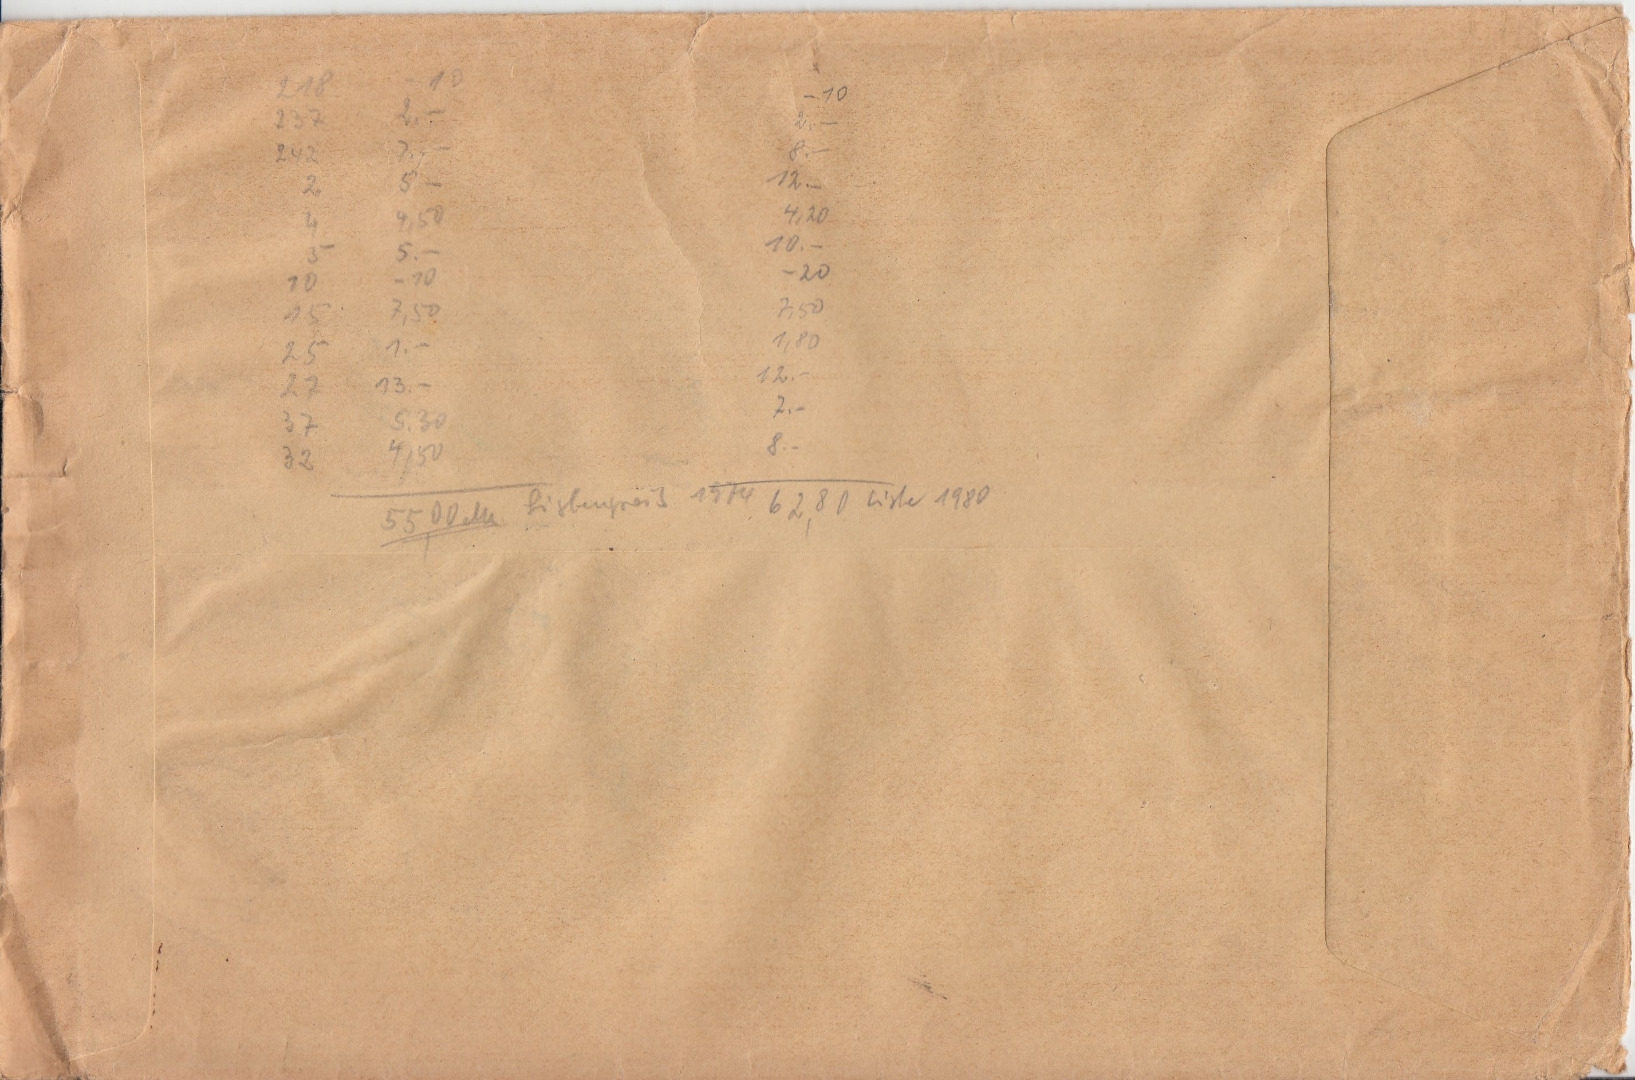 218 -10 -10
237 2.- 2.-
242 7.- 8.-
2 5- 12.-
4 4,50 4,20
5 5.- 10.-
10 -10 -20
15 7,50 7,50
25 1.- 1,80
27 13.- 12.-
37 5.30 7.-
32 4,50 8.-
55,00 Listenpreis 1974 62,80 Liste 1980